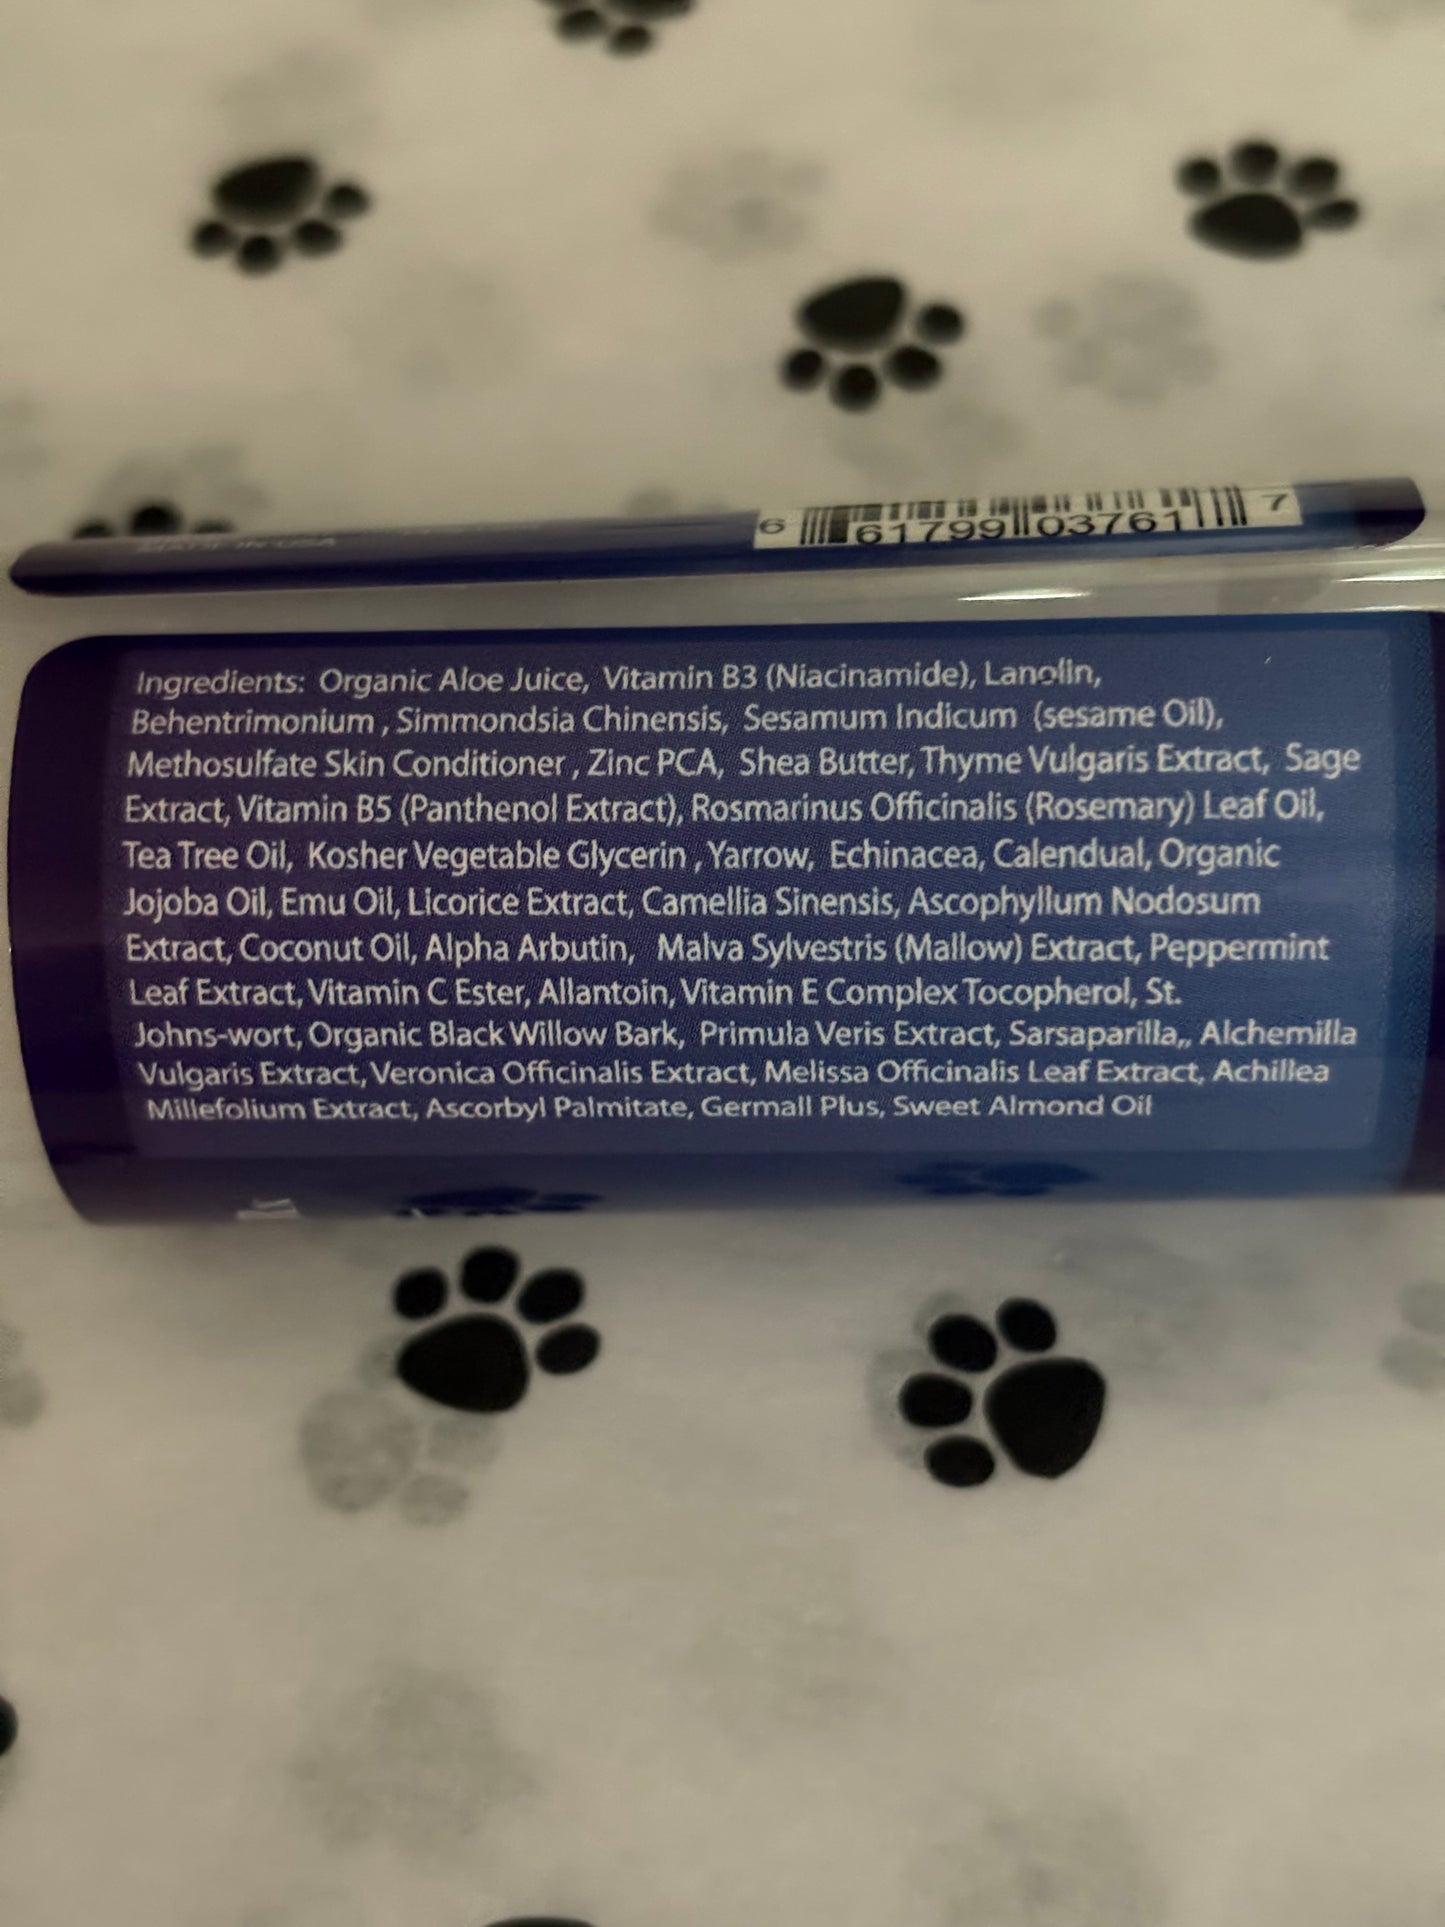 MADE IN USA
6 61799 03761 7
Ingredients: Organic Aloe Juice, Vitamin B3 (Niacinamide), Lanolin,
Behentrimonium , Simmondsia Chinensis, Sesamum Indicum (sesame Oil),
Methosulfate Skin Conditioner , Zinc PCA, Shea Butter, Thyme Vulgaris Extract, Sage
Extract, Vitamin B5 (Panthenol Extract), Rosmarinus Officinalis (Rosemary) Leaf Oil,
Tea Tree Oil, Kosher Vegetable Glycerin , Yarrow, Echinacea, Calendual, Organic
Jojoba Oil, Emu Oil, Licorice Extract, Camellia Sinensis, Ascophyllum Nodosum
Extract, Coconut Oil, Alpha Arbutin, Malva Sylvestris (Mallow) Extract, Peppermint
Leaf Extract, Vitamin C Ester, Allantoin, Vitamin E Complex Tocopherol, St.
Johns-wort, Organic Black Willow Bark, Primula Veris Extract, Sarsaparilla,, Alchemilla
Vulgaris Extract, Veronica Officinalis Extract, Melissa Officinalis Leaf Extract, Achillea
Millefolium Extract, Ascorbyl Palmitate, Germall Plus, Sweet Almond Oil